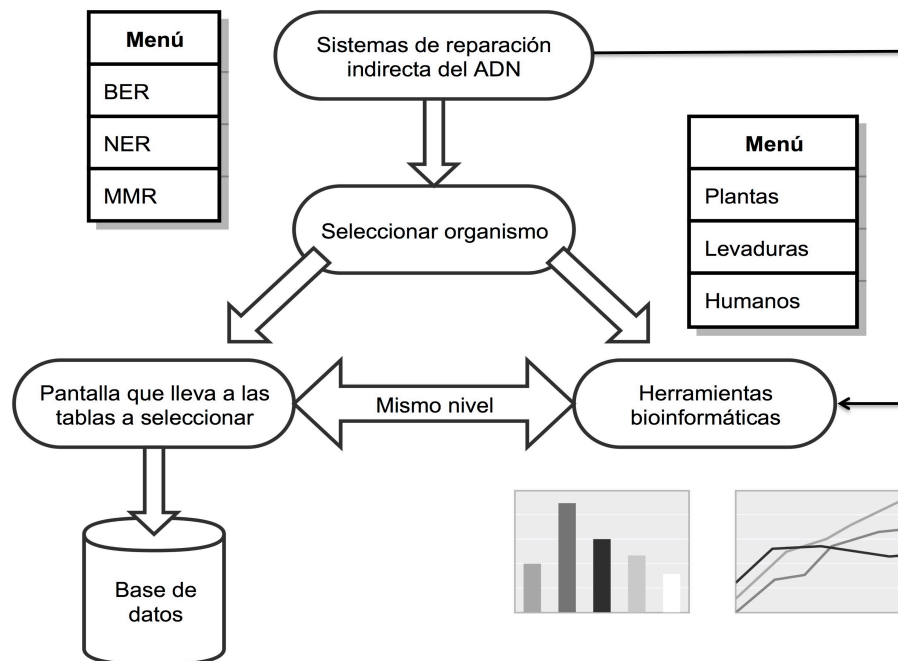 Menú
BER
NER
MMR
Sistemas de reparación
indirecta del ADN
Menú
Plantas
Levaduras
Humanos
Seleccionar organismo
Pantalla que lleva a las
tablas a seleccionar
Mismo nivel
Herramientas
bioinformáticas
Base de
datos